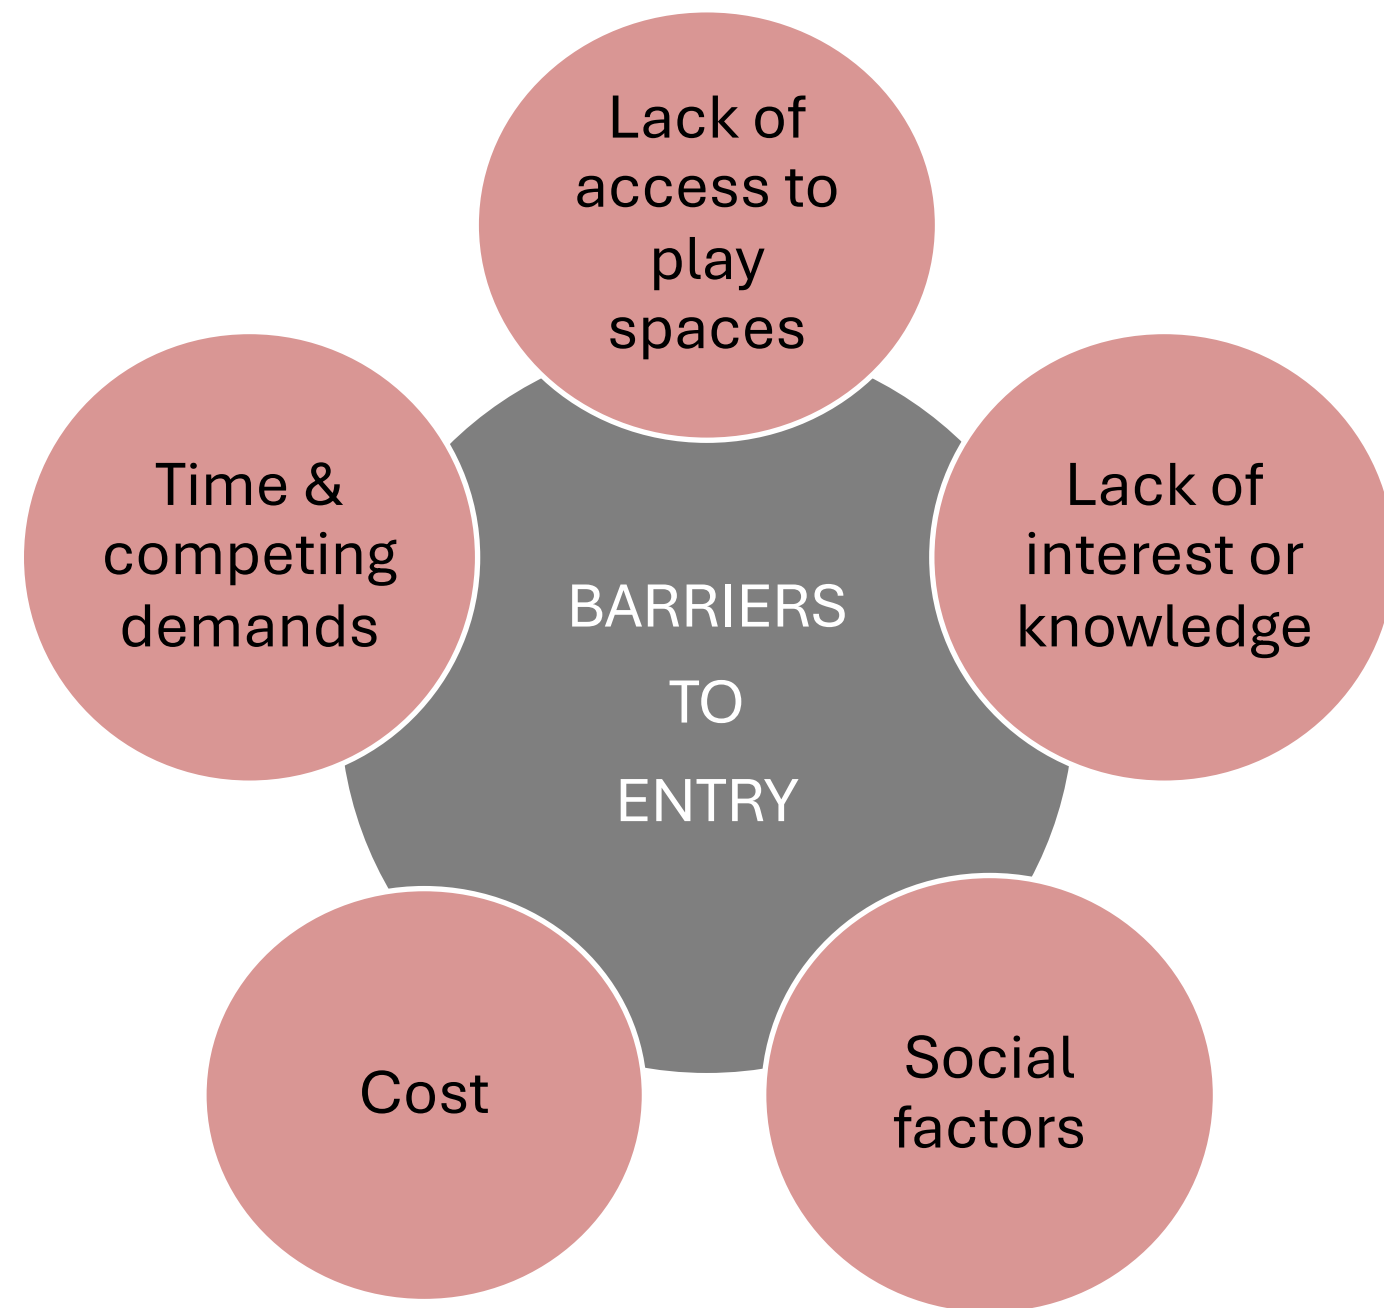 Lack of
access to
play
spaces
Time &
competing
demands
BARRIERS
TO
ENTRY
Lack of
interest or
knowledge
Cost
Social
factors